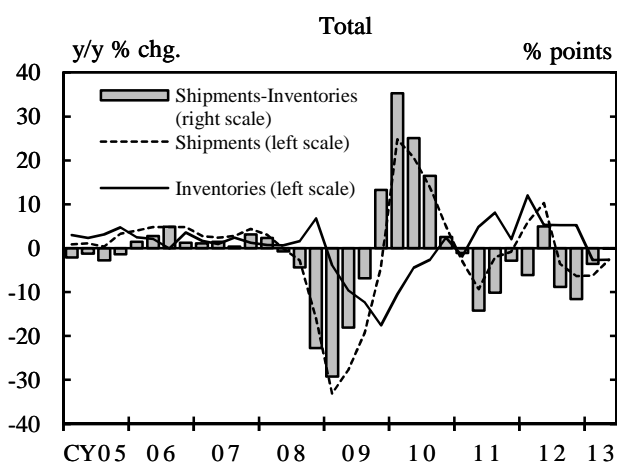 Total
y/y % chg.
% points
40
30
20
10
0
-10
-20
-30
-40
Shipments-Inventories
(right scale)
Shipments (left scale)
Inventories (left scale)
CY05 06 07 08 09 10 11 12 13